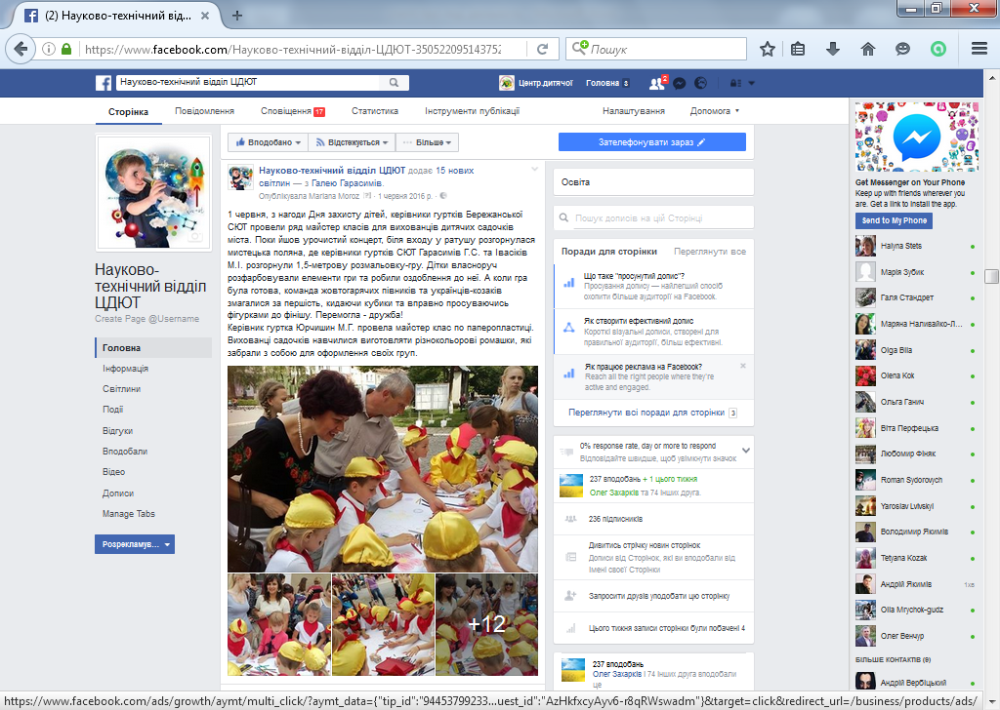 (2) Науково-технічний від...
https://www.facebook.com/Науково-технічний-відділ-ЦДЮТ-35052209514375
Пошук
Науково-технічний відділ ЦДЮТ
Центр.дитячої
Головна 3
2
Сторінка
Повідомлення
Сповіщення 17
Статистика
Інструменти публікації
Налаштування
Допомога
Науково-
технічний відділ
ЦДЮТ
Create Page @Username
Головна
Інформація
Світлини
Події
Відгуки
Вподобали
Відео
Дописи
Manage Tabs
Розрекламув...
Вподобано
Відстежується
Більше
Науково-технічний відділ ЦДЮТ додає 15 нових
світлин — з Галею Гарасимів.
Опублікувала Mariana Moroz · 1 червня 2016 р. ·
1 червня, з нагоди Дня захисту дітей, керівники гуртків Бережанської
СЮТ провели ряд майстер класів для вихованців дитячих садочків
міста. Поки йшов урочистий концерт, біля входу у ратушу розгорнулася
мистецька поляна, де керівники гуртків СЮТ Гарасимів Г.С. та Івасіків
М.І. розгорнули 1,5-метрову розмальовку-гру. Дітки власноруч
розфарбовували елементи гри та робили оздоблення до неї. А коли гра
була готова, команда жовтогарячих півників та українців-козаків
змагалися за першість, кидаючи кубики та вправно просуваючись
фігурками до фінішу. Перемогла - дружба!
Керівник гуртка Юрчишин М.Г. провела майстер клас по паперопластиці.
Вихованці садочків навчилися виготовляти різнокольорові ромашки, які
забрали з собою для оформлення своїх груп.
+12
Зателефонувати зараз
Освіта
Пошук дописів на цій Сторінці
Поради для сторінки
Переглянути все
Що таке "просунутий допис"?
Просування допису — найлегший спосіб
охопити більше аудиторії на Facebook.
Як створити ефективний допис
Короткі візуальні дописи, створені для
правильної аудиторії, більш ефективні.
Як працює реклама на Facebook?
Reach all the right people where they're
active and engaged.
Переглянути всі поради для сторінки 3
0% response rate, day or more to respond
Відповідайте швидше, щоб увімкнути значок
237 вподобань + 1 цього тижня
Олег Захарків та 74 інших друга.
236 підписників
Дивитись стрічку новин сторінок
Дописи від Сторінок, які ви вподобали від
імені своєї Сторінки
Запросити друзів уподобати цю сторінку
Цього тижня записи сторінки були побачені 4
237 вподобань
Олег Захарків і 74 інших друга вподобали
це
Get Messenger on Your Phone
Keep up with friends wherever you
are. Get a link to install the app.
Send to My Phone
Halyna Stets
Марія Зубик
Галя Стандрет
Маряна Наливайко-Л...
Olga Bila
Olena Kok
Ольга Ганич
Віта Перфецька
Любомир Фіняк
Roman Sydorovych
Yaroslav Lvivskyi
Володимир Якимів
Tetyana Kozak
Андрій Якимів
1хв
Olia Mrychok-gudz
Олег Венчур
БІЛЬШЕ КОНТАКТІВ (9)
Андрій Вербіцький
https://www.facebook.com/ads/growth/aymt/multi_click/?aymt_data={"tip_id":"94453799233...uest_id":"AzHkfxcyAyv6-r8qRWswadm"}&target=click&redirect_url=/business/products/ads/